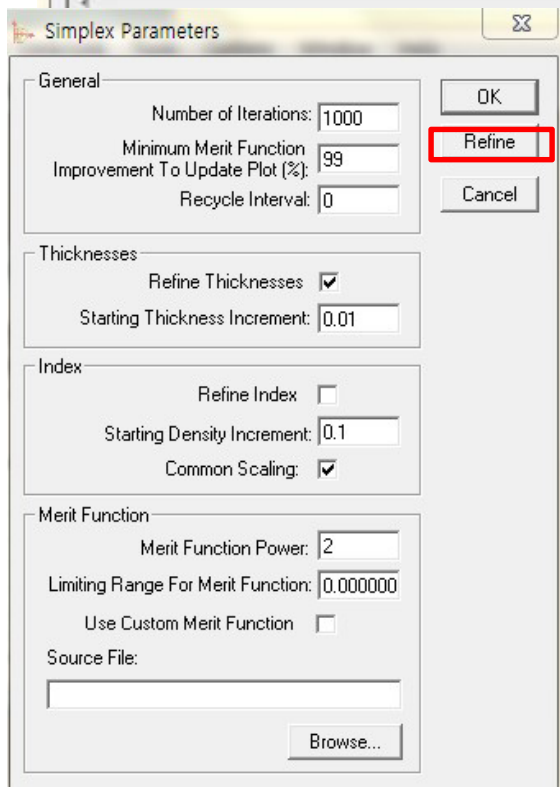 Simplex Parameters
General
Number of Iterations: 1000
Minimum Merit Function
Improvement To Update Plot (%): 99
Recycle Interval: 0
OK
Refine
Cancel
Thicknesses
Refine Thicknesses
Starting Thickness Increment: 0.01
Index
Refine Index
Starting Density Increment: 0.1
Common Scaling:
Merit Function
Merit Function Power: 2
Limiting Range For Merit Function: 0.000000
Use Custom Merit Function
Source File:
Browse...